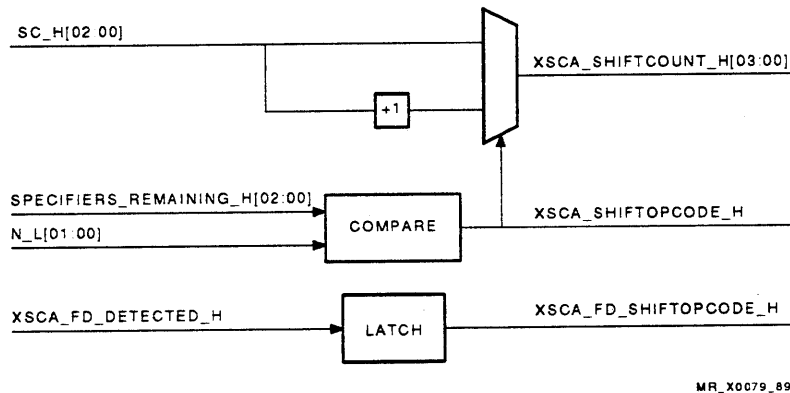 SC_H[02 00]
XSCA_SHIFTCOUNT_H[03:00]
+1
SPECIFIERS_REMAINING_H[02:00]
XSCA_SHIFTOPCODE_H
COMPARE
N_L[01:00]
XSCA_FD_DETECTED_H
XSCA_FD_SHIFTOPCODE_H
LATCH
MR_X0079_89